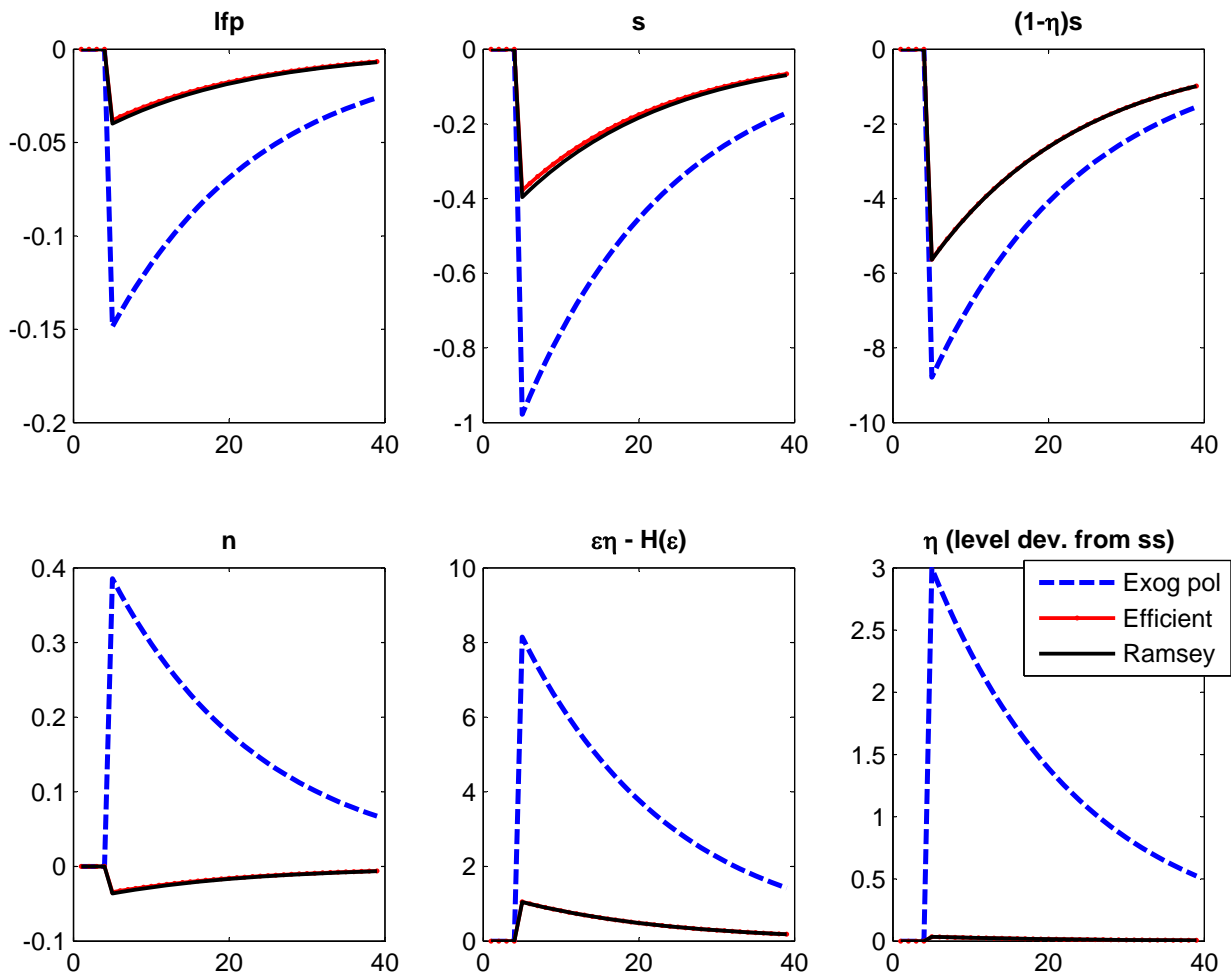 lfp
s
(1-η)s
0
-0.05
-0.1
-0.15
-0.2
0 20 40
0
-0.2
-0.4
-0.6
-0.8
-1
0 20 40
0
-2
-4
-6
-8
-10
0 20 40
n
εη - H(ε)
η (level dev. from ss)
0.4
0.3
0.2
0.1
0
-0.1
0 20 40
10
8
6
4
2
0
0 20 40
3
2.5
2
1.5
1
0.5
0
0 20 40
Exog pol
Efficient
Ramsey